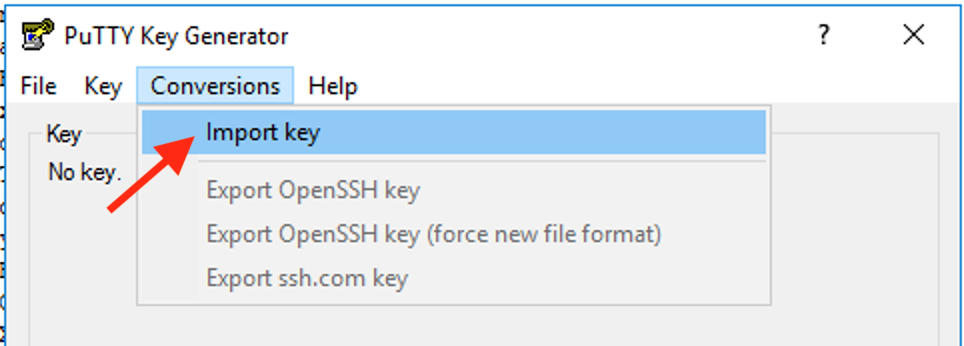 PuTTY Key Generator
?
File Key Conversions Help
Import key
Key
No key.
Export OpenSSH key
Export OpenSSH key (force new file format)
Export ssh.com key